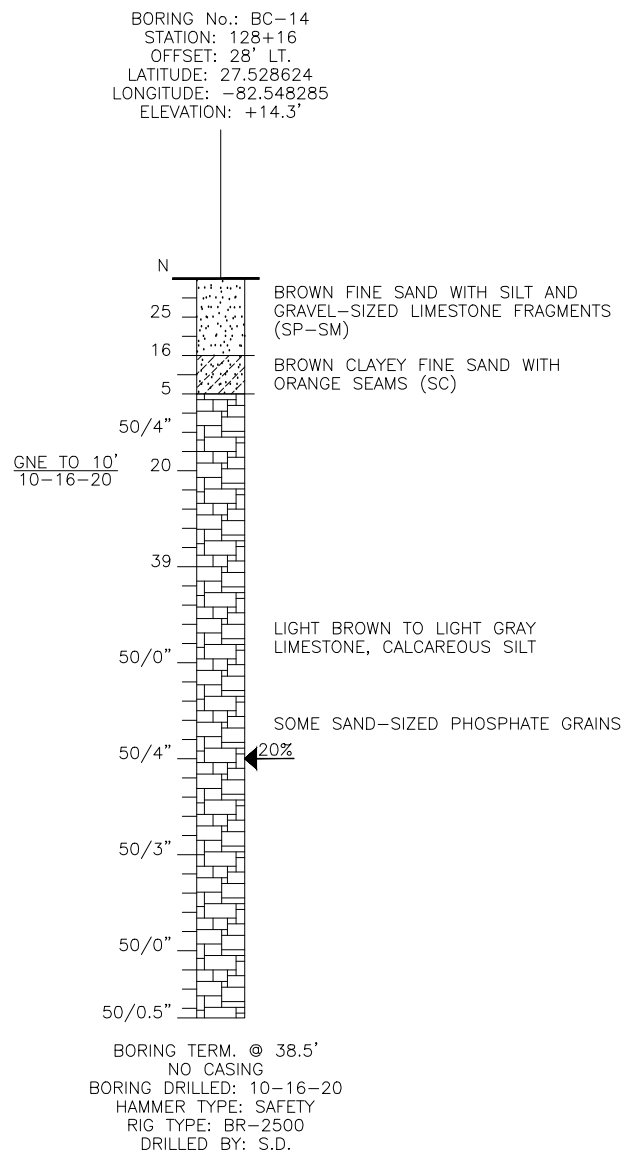 BORING No.: BC-14
STATION: 128+16
OFFSET: 28' LT.
LATITUDE: 27.528624
LONGITUDE: -82.548285
ELEVATION: +14.3'
N
BROWN FINE SAND WITH SILT AND
25
GRAVEL-SIZED LIMESTONE FRAGMENTS
(SP-SM)
16
BROWN CLAYEY FINE SAND WITH
5
ORANGE SEAMS (SC)
50/4"
GNE TO 10'
10-16-20
20
39
LIGHT BROWN TO LIGHT GRAY
LIMESTONE, CALCAREOUS SILT
50/0"
SOME SAND-SIZED PHOSPHATE GRAINS
50/4"
20%
50/3"
50/0"
50/0.5"
BORING TERM. @ 38.5'
NO CASING
BORING DRILLED: 10-16-20
HAMMER TYPE: SAFETY
RIG TYPE: BR-2500
DRILLED BY: S.D.